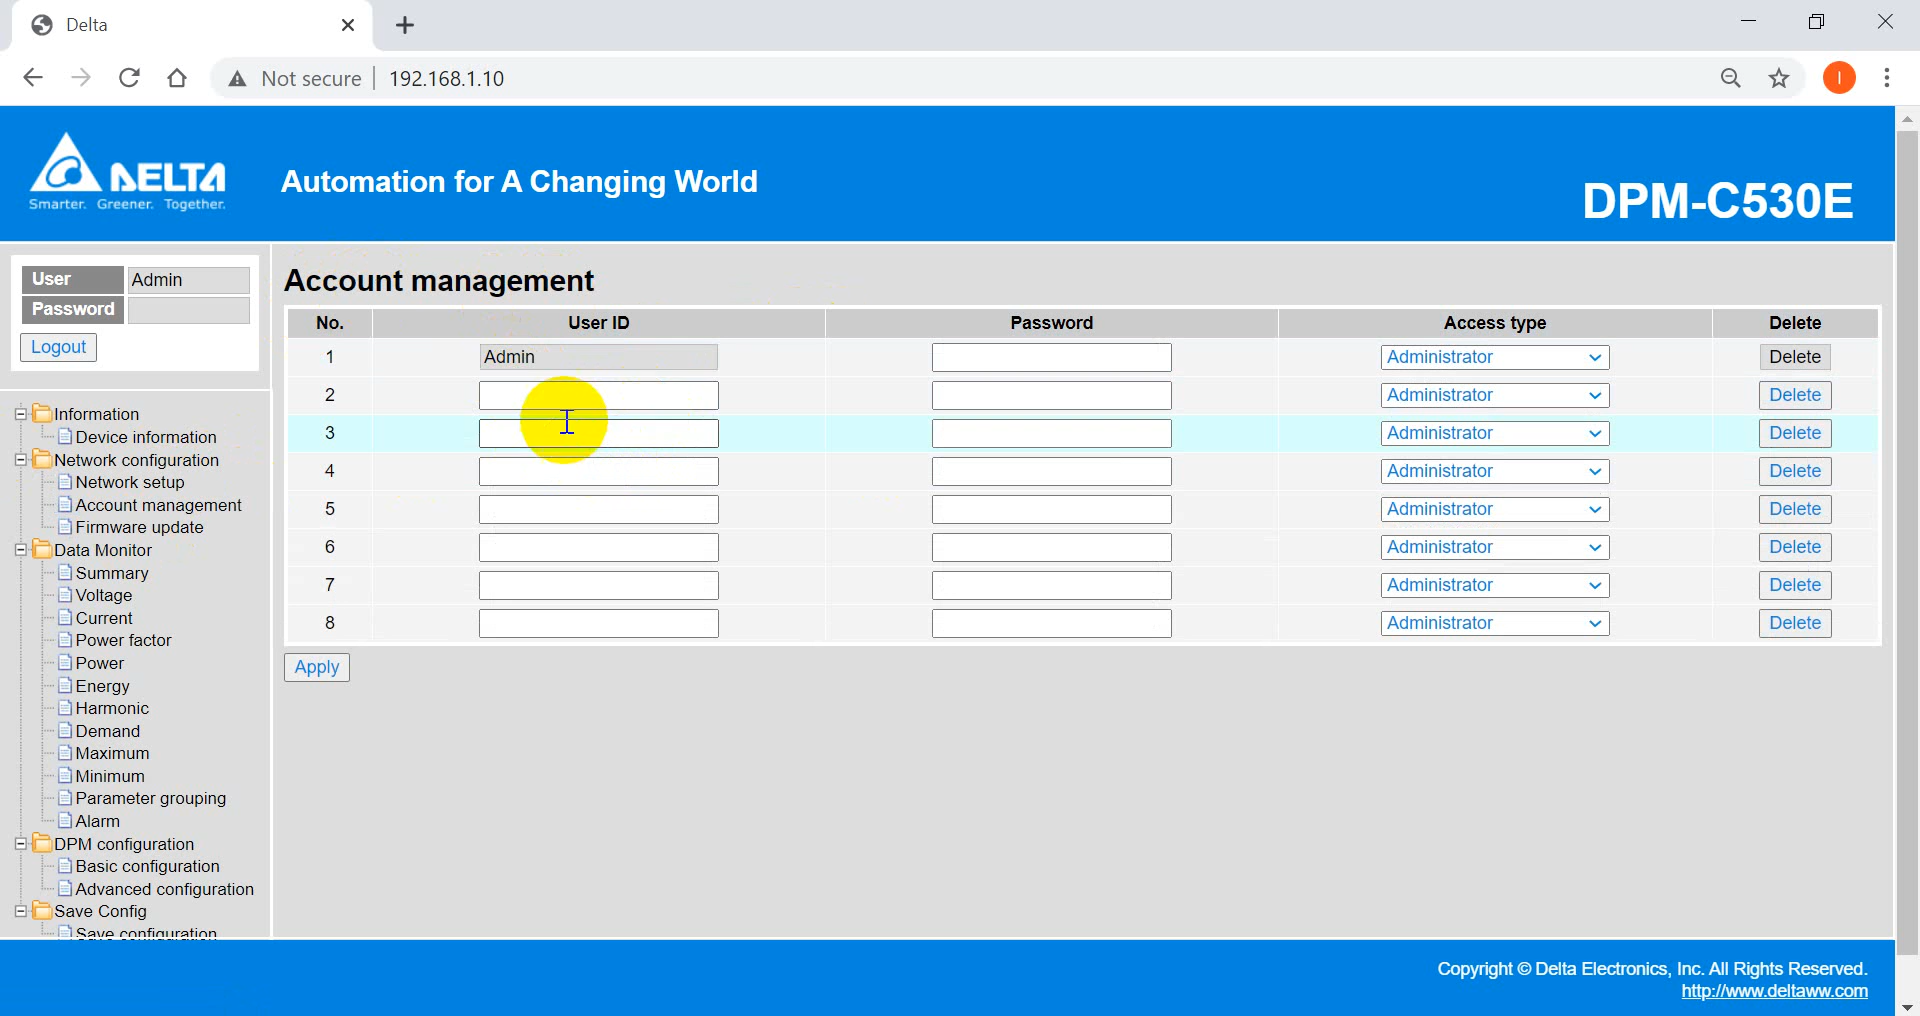 Delta
Not secure 192.168.1.10
I
DELTA
Smarter. Greener. Together.
Automation for A Changing World
DPM-C530E
User Admin
Password
Logout
Information
Device information
Network configuration
Network setup
Account management
Firmware update
Data Monitor
Summary
Voltage
Current
Power factor
Power
Energy
Harmonic
Demand
Maximum
Minimum
Parameter grouping
Alarm
DPM configuration
Basic configuration
Advanced configuration
Save Config
Save configuration
Account management
No. User ID Password Access type Delete
1 Admin Administrator Delete
2 Administrator Delete
3 Administrator Delete
4 Administrator Delete
5 Administrator Delete
6 Administrator Delete
7 Administrator Delete
8 Administrator Delete
Apply
Copyright © Delta Electronics, Inc. All Rights Reserved.
http://www.deltaww.com